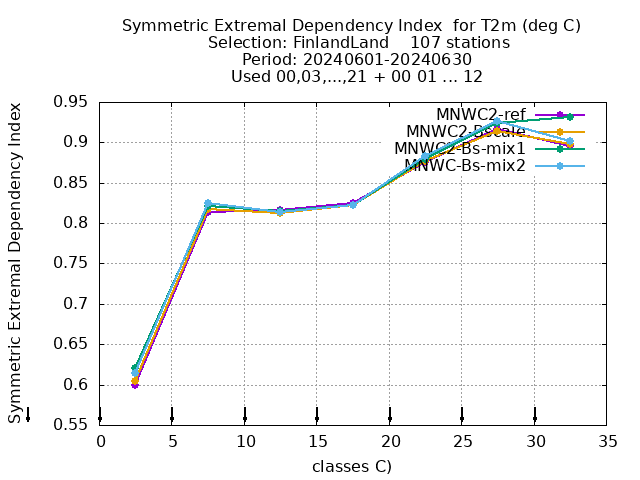 Symmetric Extremal Dependency Index  for T2m (deg C)
Selection: FinlandLand    107 stations
Period: 20240601-20240630
Used 00,03,...,21 + 00 01 ... 12
Symmetric Extremal Dependency Index
0.95
0.9
0.85
0.8
0.75
0.7
0.65
0.6
0.55
MNWC2-ref
MNWC2-Bscale
MNWC2-Bs-mix1
MNWC-Bs-mix2
0 5 10 15 20 25 30 35
classes C)